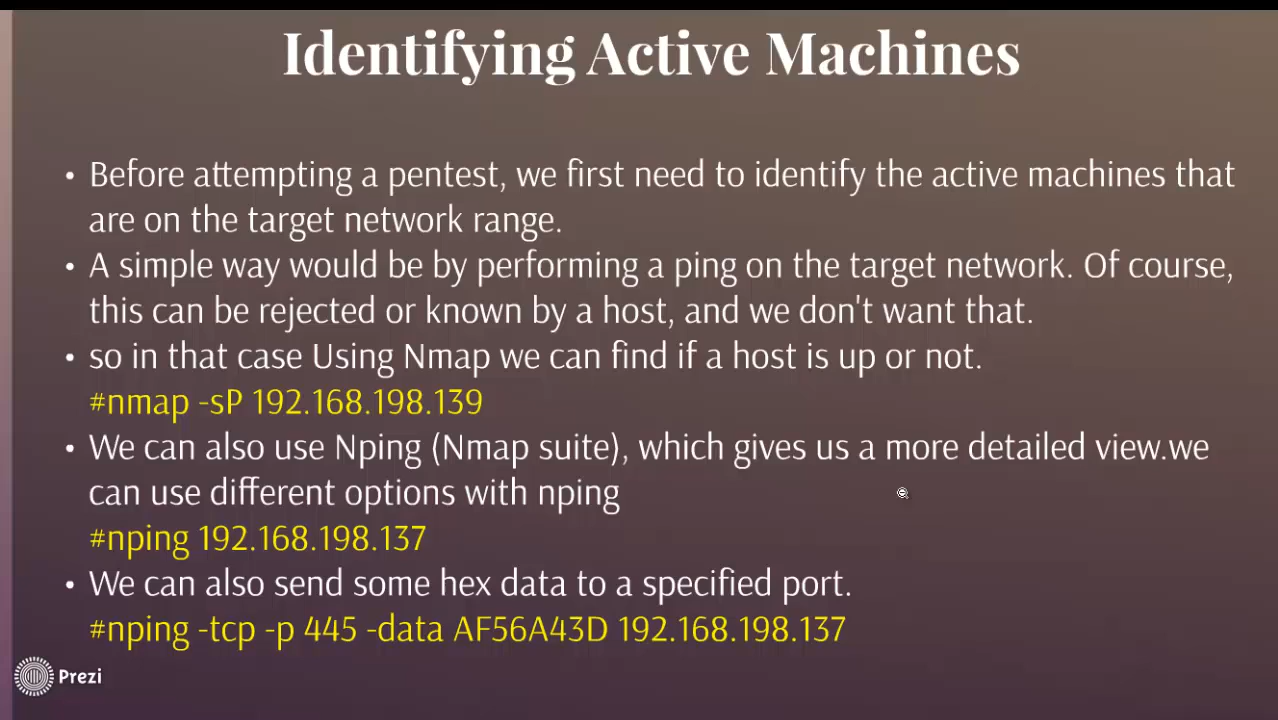 Identifying Active Machines
• Before attempting a pentest, we first need to identify the active machines that
are on the target network range.
• A simple way would be by performing a ping on the target network. Of course,
this can be rejected or known by a host, and we don't want that.
• so in that case Using Nmap we can find if a host is up or not.
#nmap -sP 192.168.198.139
• We can also use Nping (Nmap suite), which gives us a more detailed view.we
can use different options with nping
#nping 192.168.198.137
• We can also send some hex data to a specified port.
#nping -tcp -p 445 -data AF56A43D 192.168.198.137
Prezi